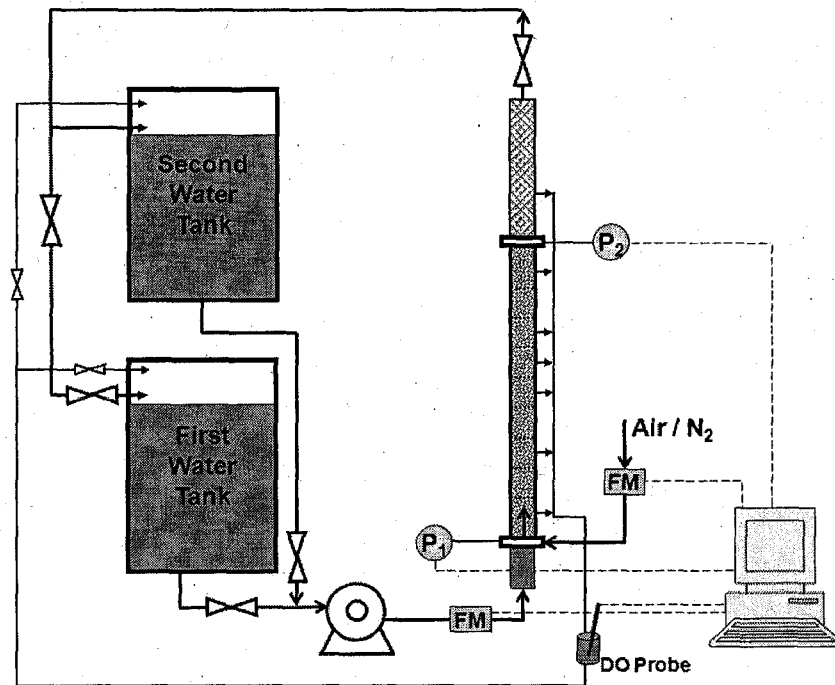 Second
Water
Tank
P2
First
Water
Tank
Air / N2
FM
P1
FM
DO Probe